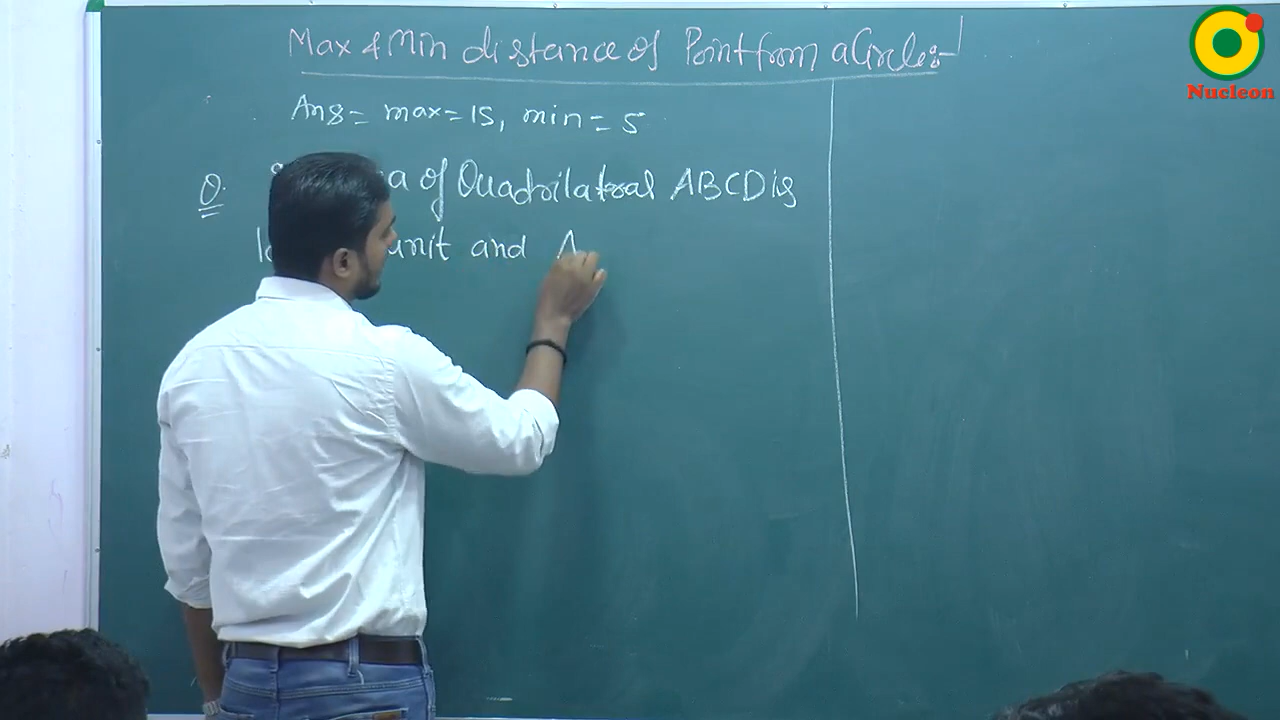 Max & Min distance of Point from a Circle:-
Nucleon
Ans = max = 15, min = 5
Q. of Quadrilateral ABCD is
unit and A